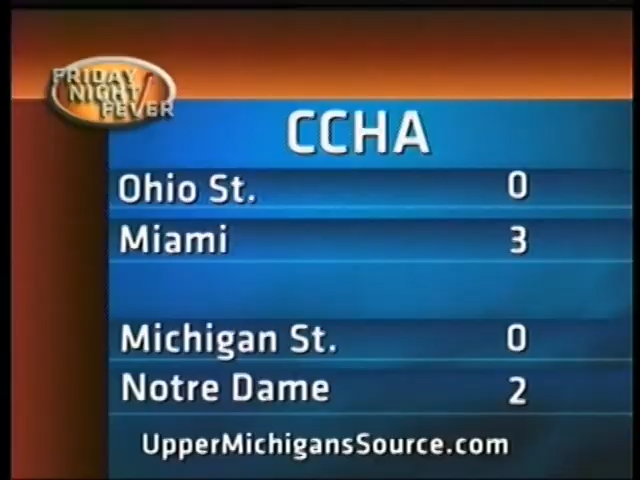 FRIDAY
NIGHT
FEVER
CCHA
Ohio St. 0
Miami 3
Michigan St. 0
Notre Dame 2
UpperMichigansSource.com